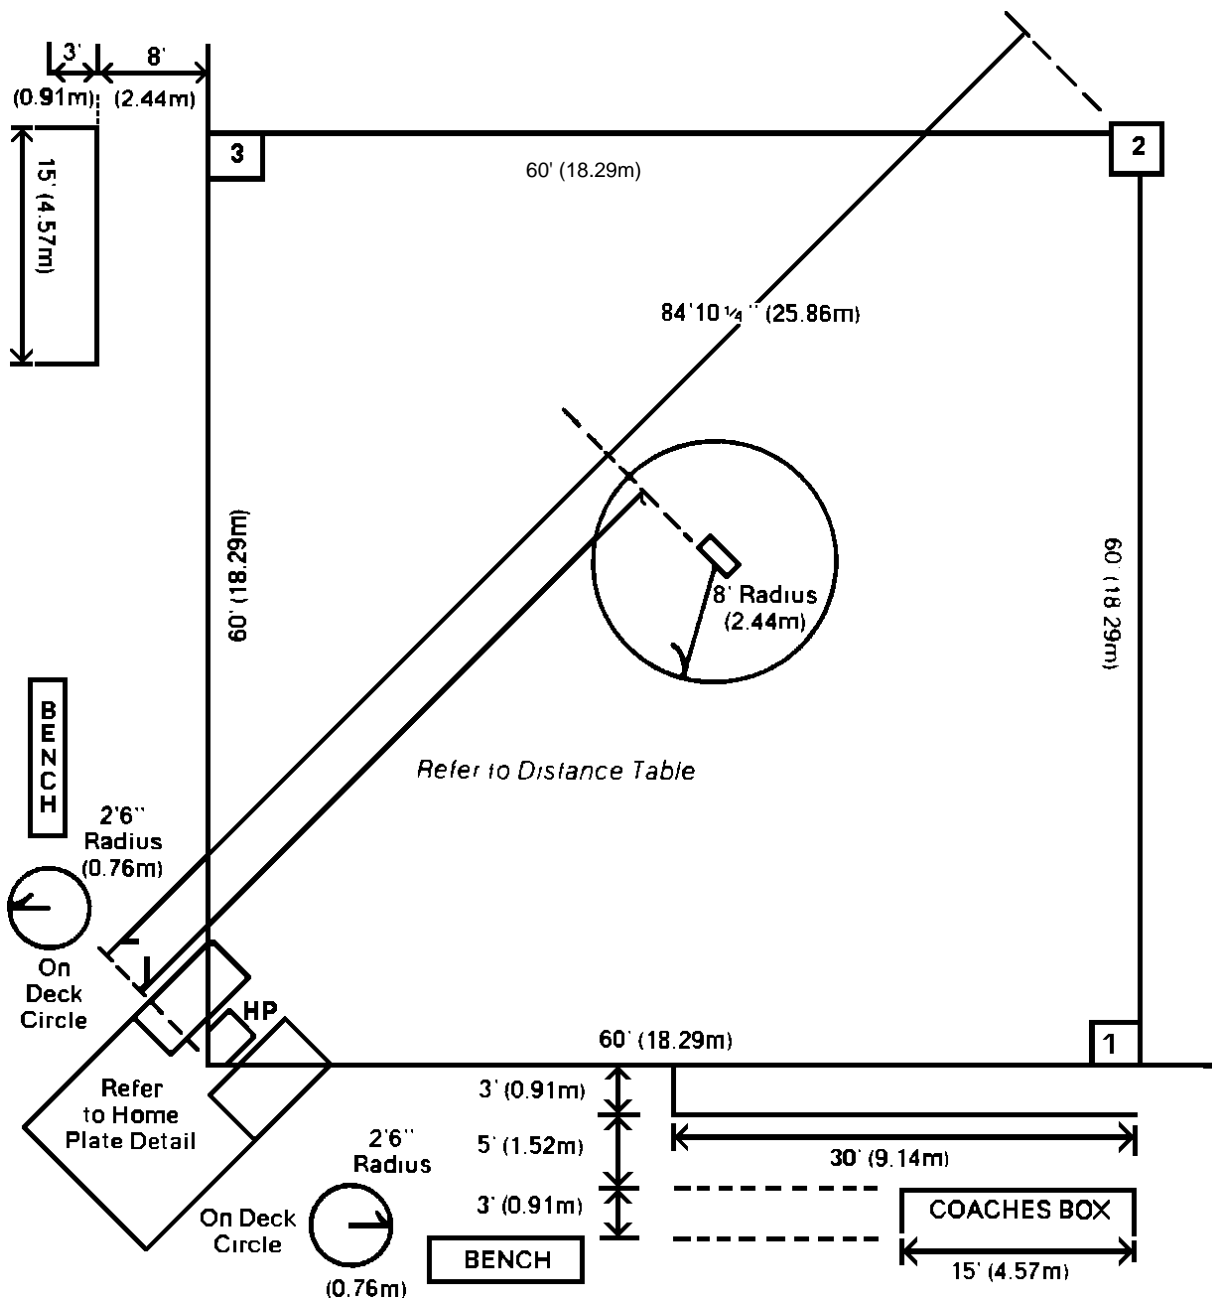 3' 8'
(0.91m) (2.44m)
15' (4.57m)
3
60' (18.29m)
2
84'10 ¼" (25.86m)
60' (18.29m)
8' Radius
(2.44m)
60' (18 29m)
BENCH
Refer to Distance Table
2'6"
Radius
(0.76m)
On
Deck
Circle
HP
60' (18.29m)
1
Refer
to Home
Plate Detail
3' (0.91m)
5' (1.52m)
30' (9.14m)
2'6"
Radius
3' (0.91m)
COACHES BOX
On Deck
Circle
BENCH
15' (4.57m)
(0.76m)